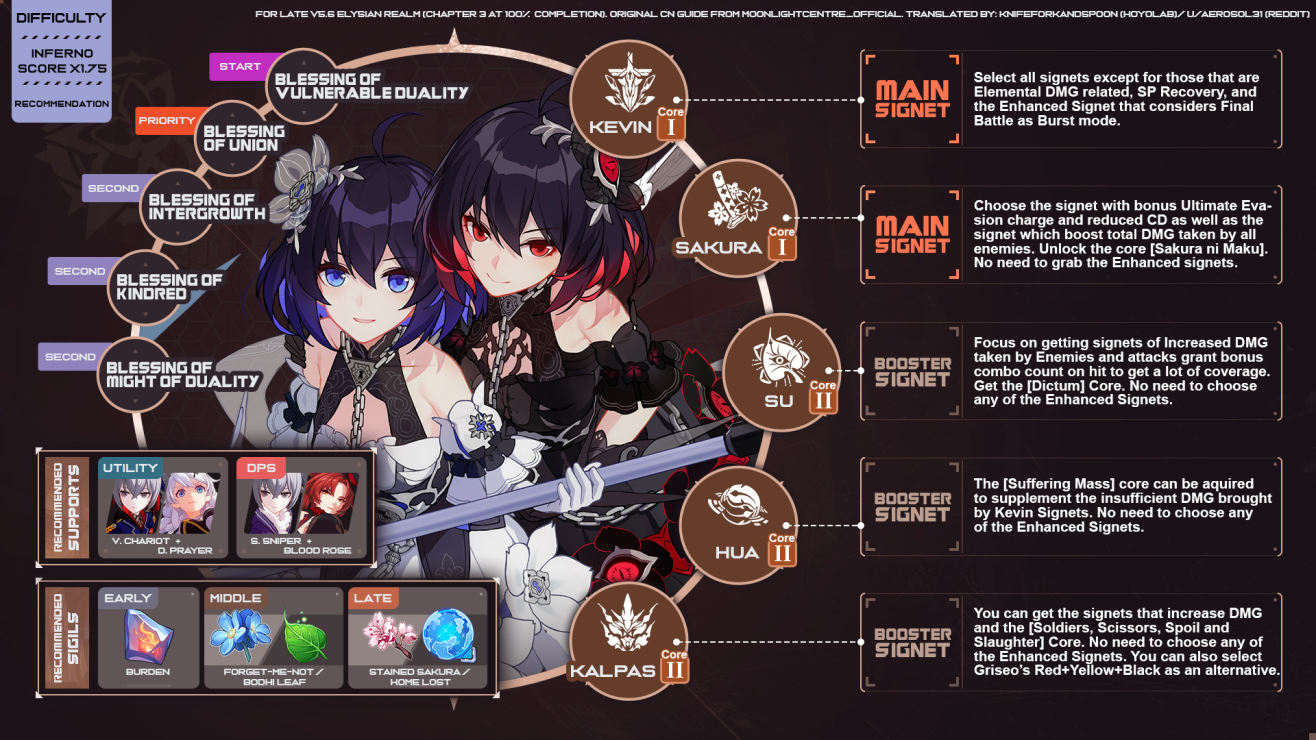 DIFFICULTY
INFERNO
SCORE X1.75
RECOMMENDATION
FOR LATE V5.6 ELYSIAN REALM (CHAPTER 3 AT 100% COMPLETION). ORIGINAL CN GUIDE FROM MOONLIGHTCENTRE_OFFICIAL. TRANSLATED BY: KNIFEFORKANDSPOON (HOYOLAB)/ U/AEROSOL31 (REDDIT)
START
BLESSING OF
VULNERABLE DUALITY
PRIORITY
BLESSING
OF UNION
SECOND
BLESSING OF
INTERGROWTH
SECOND
BLESSING OF
KINDRED
SECOND
BLESSING OF
MIGHT OF DUALITY
RECOMMENDED
SUPPORTS
UTILITY
V. CHARIOT +
D. PRAYER
DPS
S. SNIPER +
BLOOD ROSE
RECOMMENDED
SIGILS
EARLY
BURDEN
MIDDLE
FORGET-ME-NOT /
BODHI LEAF
LATE
STAINED SAKURA /
HOME LOST
KEVIN
Core
I
MAIN
SIGNET
Select all signets except for those that are
Elemental DMG related, SP Recovery, and
the Enhanced Signet that considers Final
Battle as Burst mode.
SAKURA
Core
I
MAIN
SIGNET
Choose the signet with bonus Ultimate Eva-
sion charge and reduced CD as well as the
signet which boost total DMG taken by all
enemies. Unlock the core [Sakura ni Maku].
No need to grab the Enhanced signets.
SU
Core
II
BOOSTER
SIGNET
Focus on getting signets of Increased DMG
taken by Enemies and attacks grant bonus
combo count on hit to get a lot of coverage.
Get the [Dictum] Core. No need to choose
any of the Enhanced Signets.
HUA
Core
II
BOOSTER
SIGNET
The [Suffering Mass] core can be aquired
to supplement the insufficient DMG brought
by Kevin Signets. No need to choose any
of the Enhanced Signets.
KALPAS
Core
II
BOOSTER
SIGNET
You can get the signets that increase DMG
and the [Soldiers, Scissors, Spoil and
Slaughter] Core. No need to choose any of
the Enhanced Signets. You can also select
Griseo's Red+Yellow+Black as an alternative.